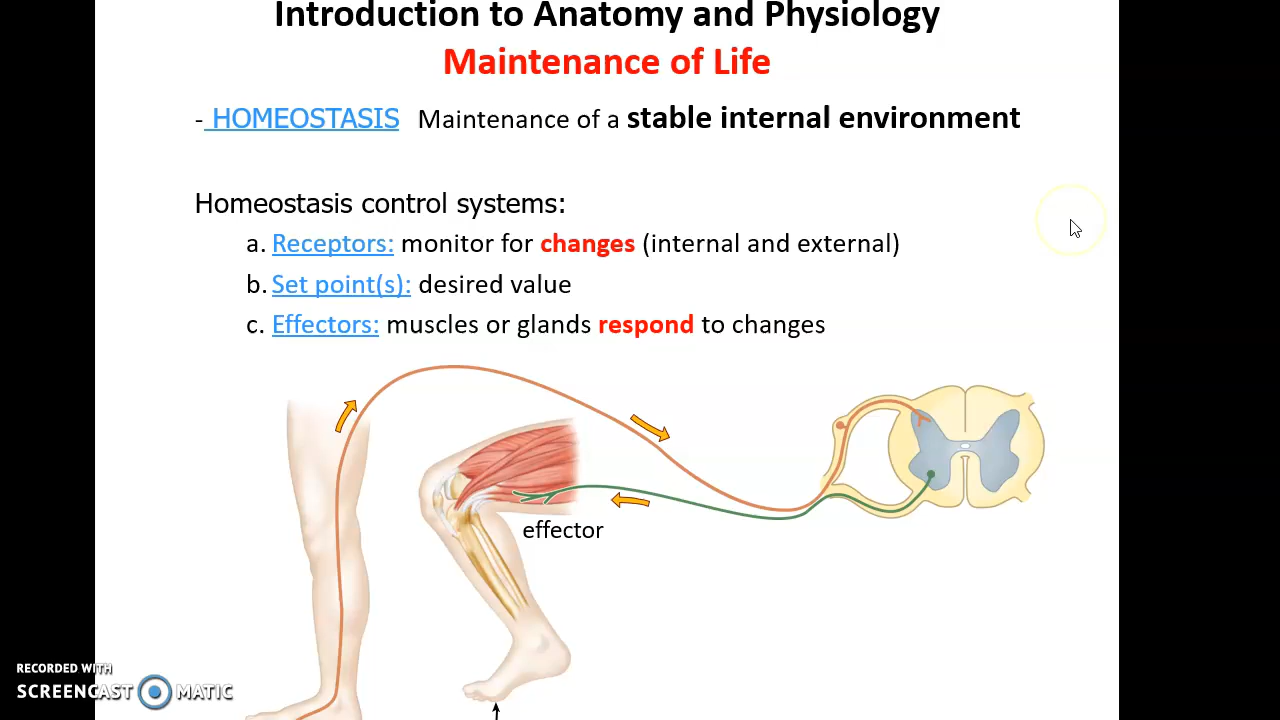 Introduction to Anatomy and Physiology
Maintenance of Life
- HOMEOSTASIS Maintenance of a stable internal environment
Homeostasis control systems:
a. Receptors: monitor for changes (internal and external)
b. Set point(s): desired value
c. Effectors: muscles or glands respond to changes
effector
RECORDED WITH
SCREENCAST MATIC